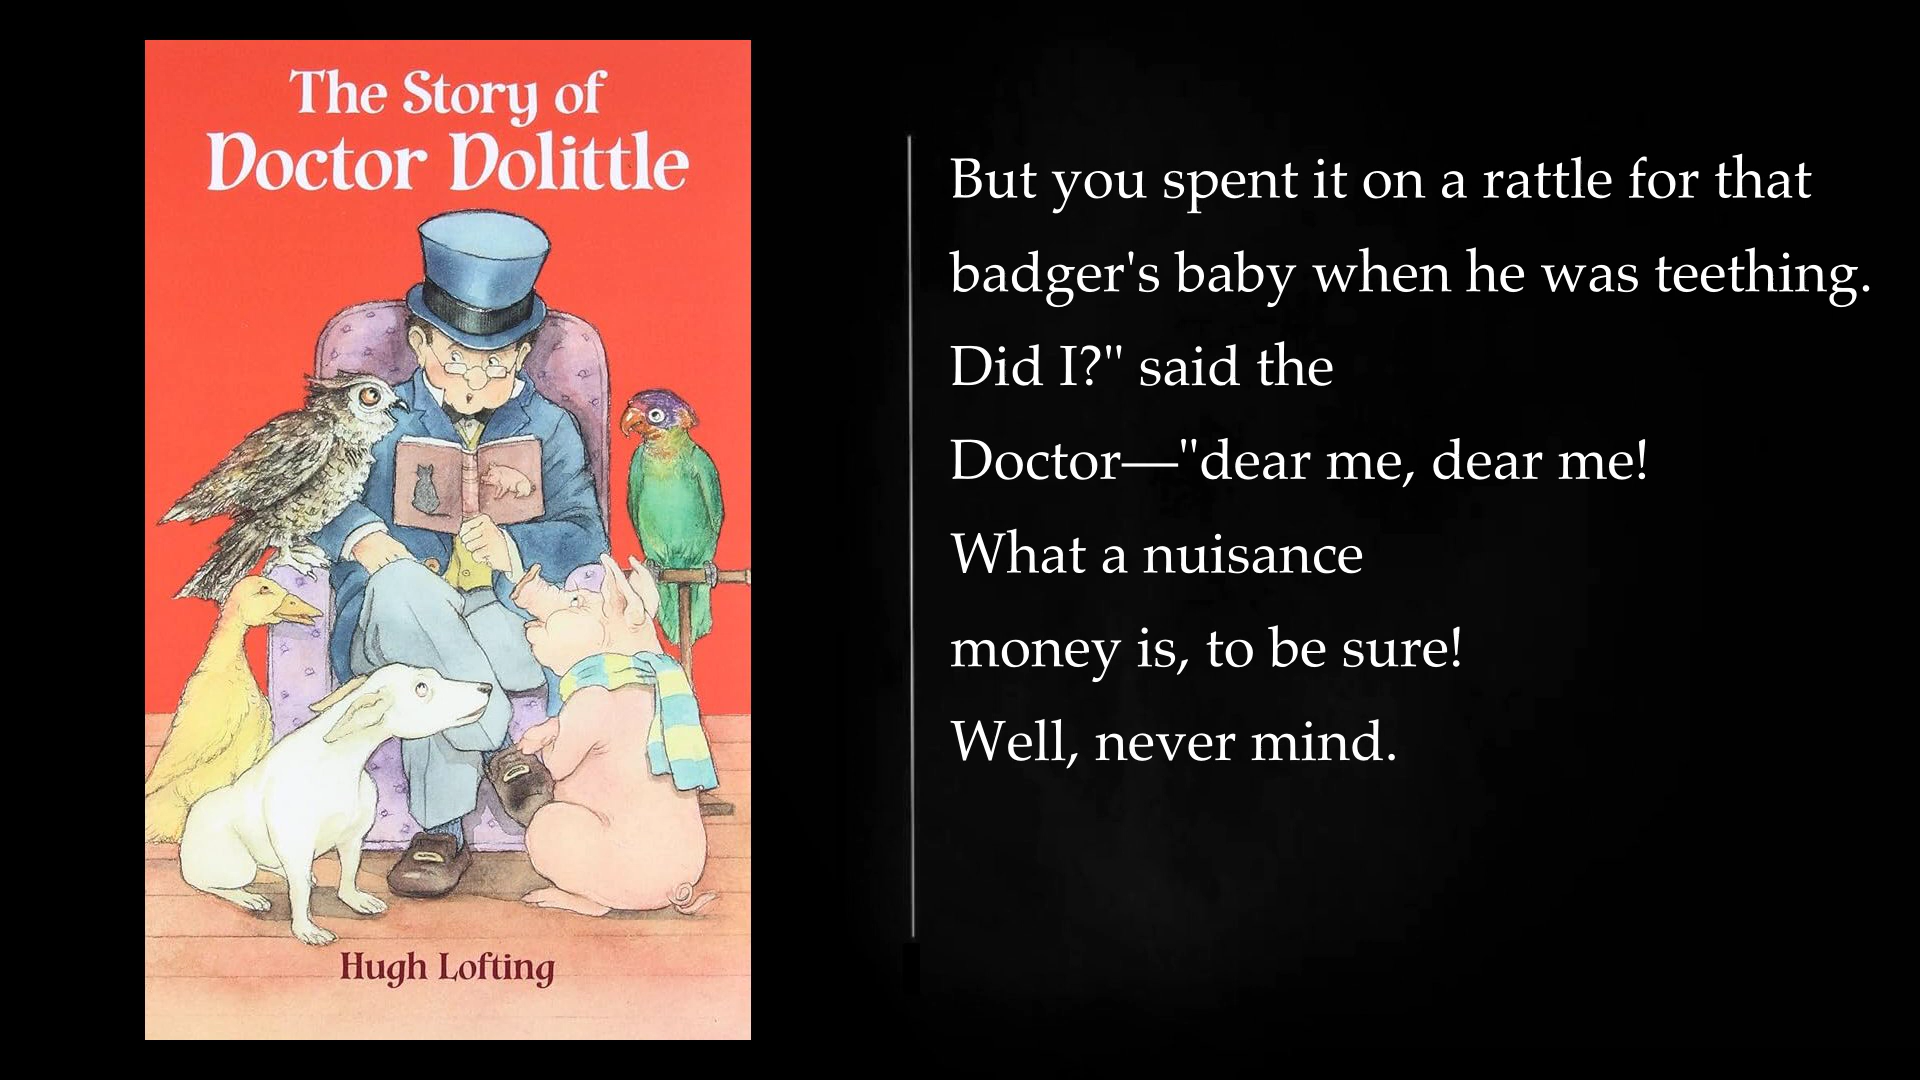 The Story of
Doctor Dolittle
Hugh Lofting
But you spent it on a rattle for that
badger's baby when he was teething.
Did I?" said the
Doctor—"dear me, dear me!
What a nuisance
money is, to be sure!
Well, never mind.